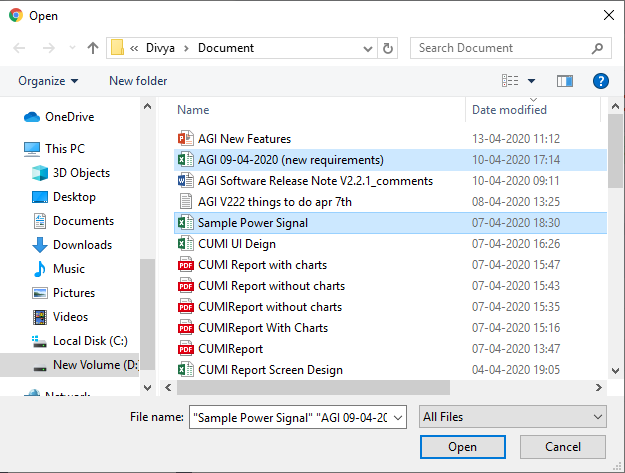 Open
« Divya > Document
Search Document
Organize
New folder
OneDrive
This PC
3D Objects
Desktop
Documents
Downloads
Music
Pictures
Videos
Local Disk (C:)
New Volume (D:
Network
Name Date modified
AGI New Features 13-04-2020 11:12
AGI 09-04-2020 (new requirements) 10-04-2020 17:14
AGI Software Release Note V2.2.1_comments 10-04-2020 09:11
AGI V222 things to do apr 7th 08-04-2020 13:25
Sample Power Signal 07-04-2020 18:30
CUMI UI Deign 07-04-2020 16:26
CUMI Report with charts 07-04-2020 15:47
CUMI Report without charts 07-04-2020 15:43
CUMIReport without charts 07-04-2020 15:35
CUMIReport With Charts 07-04-2020 15:16
CUMIReport 07-04-2020 13:47
CUMI Report Screen Design 04-04-2020 19:05
File name: "Sample Power Signal" "AGI 09-04-20
All Files
Open
Cancel